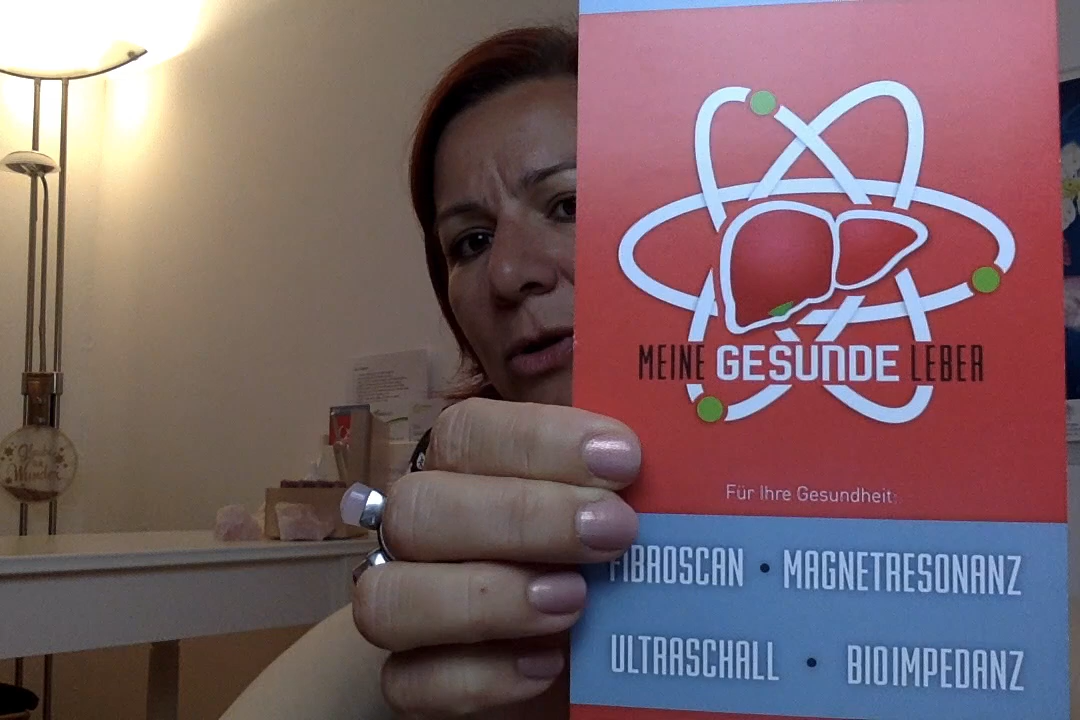 MEINE GESUNDE LEBER
Für Ihre Gesundheit:
FIBROSCAN • MAGNETRESONANZ
ULTRASCHALL • BIOIMPEDANZ